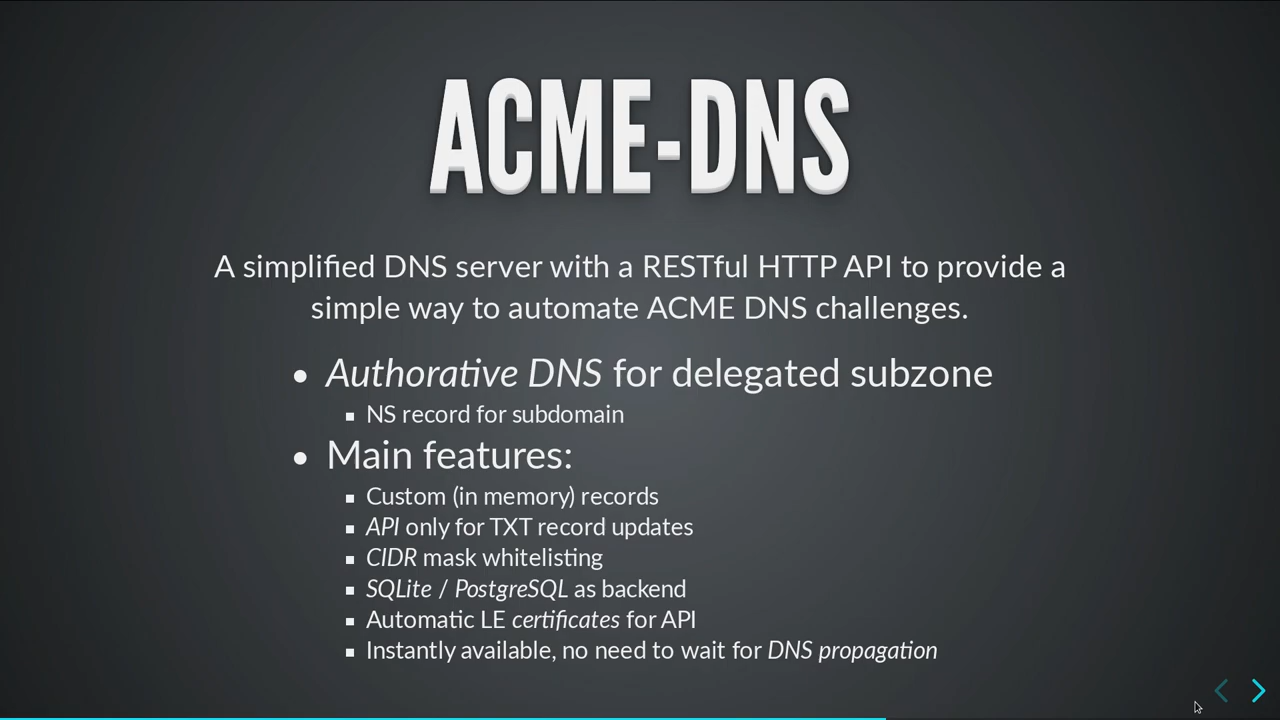 ACME-DNS
A simplified DNS server with a RESTful HTTP API to provide a
simple way to automate ACME DNS challenges.
• Authorative DNS for delegated subzone
▪ NS record for subdomain
• Main features:
▪ Custom (in memory) records
▪ API only for TXT record updates
▪ CIDR mask whitelisting
▪ SQLite / PostgreSQL as backend
▪ Automatic LE certificates for API
▪ Instantly available, no need to wait for DNS propagation